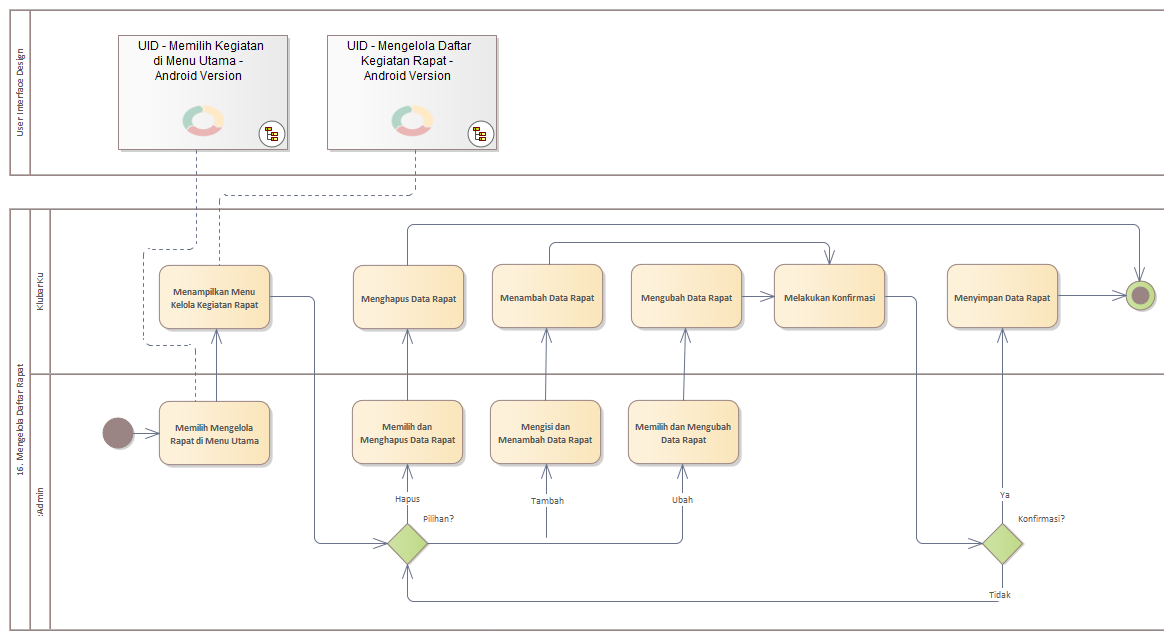 User Interface Design
UID - Memilih Kegiatan
di Menu Utama -
Android Version
UID - Mengelola Daftar
Kegiatan Rapat -
Android Version
16. Mengelola Daftar Rapat
KlubarKu
Menampilkan Menu
Kelola Kegiatan Rapat
Menghapus Data Rapat
Menambah Data Rapat
Mengubah Data Rapat
Melakukan Konfirmasi
Menyimpan Data Rapat
:Admin
Memilih Mengelola
Rapat di Menu Utama
Memilih dan
Menghapus Data Rapat
Mengisi dan
Menambah Data Rapat
Memilih dan Mengubah
Data Rapat
Hapus
Tambah
Ubah
Ya
Pilihan?
Konfirmasi?
Tidak